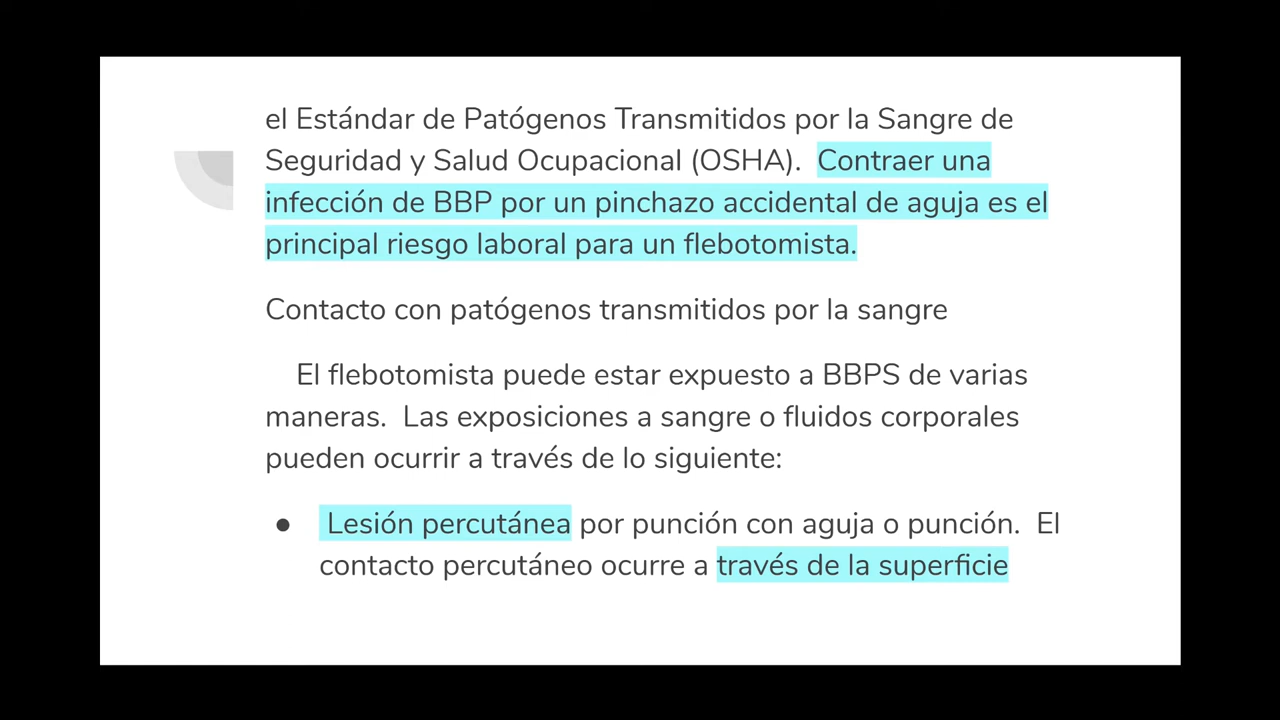 el Estándar de Patógenos Transmitidos por la Sangre de
Seguridad y Salud Ocupacional (OSHA).  Contraer una
infección de BBP por un pinchazo accidental de aguja es el
principal riesgo laboral para un flebotomista.
Contacto con patógenos transmitidos por la sangre
El flebotomista puede estar expuesto a BBPS de varias
maneras.  Las exposiciones a sangre o fluidos corporales
pueden ocurrir a través de lo siguiente:
● Lesión percutánea por punción con aguja o punción.  El
contacto percutáneo ocurre a través de la superficie